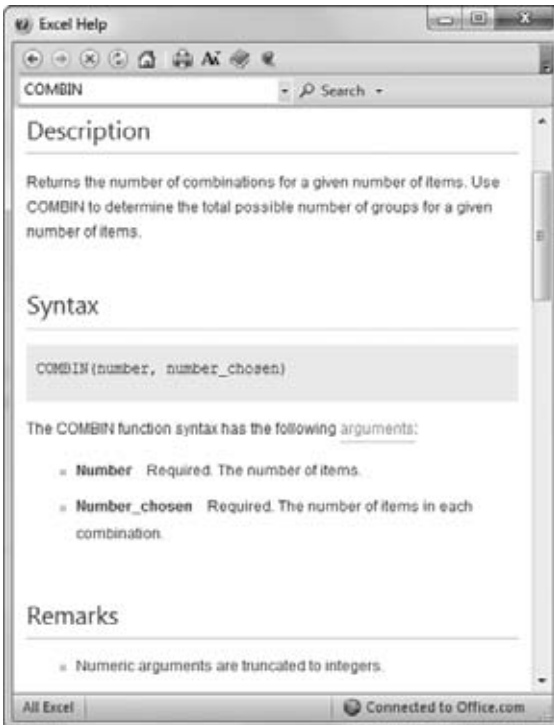 Excel Help
COMBIN
Search
Description
Returns the number of combinations for a given number of items. Use
COMBIN to determine the total possible number of groups for a given
number of items.
Syntax
COMBIN(number, number_chosen)
The COMBIN function syntax has the following arguments:
Number Required. The number of items.
Number_chosen Required. The number of items in each
combination.
Remarks
Numeric arguments are truncated to integers.
All Excel
Connected to Office.com